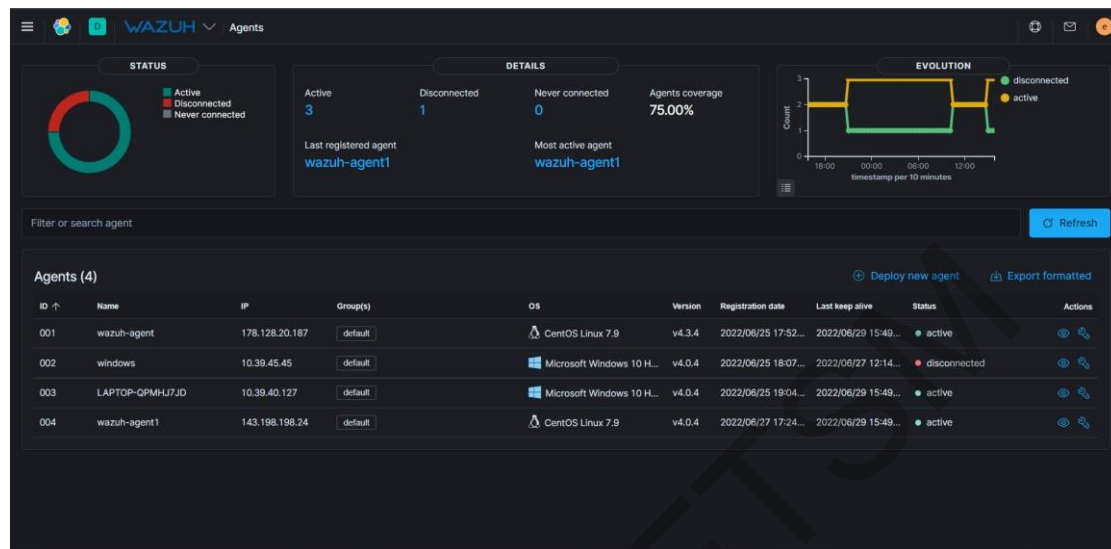 D WAZUH Agents e
STATUS
Active
Disconnected
Never connected
DETAILS
Active Disconnected Never connected Agents coverage
3 1 0 75.00%
Last registered agent Most active agent
wazuh-agent1 wazuh-agent1
EVOLUTION
disconnected
active
Count
3
2
1
0
18:00 00:00 06:00 12:00
timestamp per 10 minutes
Filter or search agent Refresh
Agents (4) Deploy new agent Export formatted
ID Name IP Group(s) OS Version Registration date Last keep alive Status Actions
001 wazuh-agent 178.128.20.187 default CentOS Linux 7.9 v4.3.4 2022/06/25 17:52... 2022/06/29 15:49... active
002 windows 10.39.45.45 default Microsoft Windows 10 H... v4.0.4 2022/06/25 18:07... 2022/06/27 12:14... disconnected
003 LAPTOP-QPMHJ7JD 10.39.40.127 default Microsoft Windows 10 H... v4.0.4 2022/06/25 19:04... 2022/06/29 15:49... active
004 wazuh-agent1 143.198.198.24 default CentOS Linux 7.9 v4.0.4 2022/06/27 17:24... 2022/06/29 15:49... active